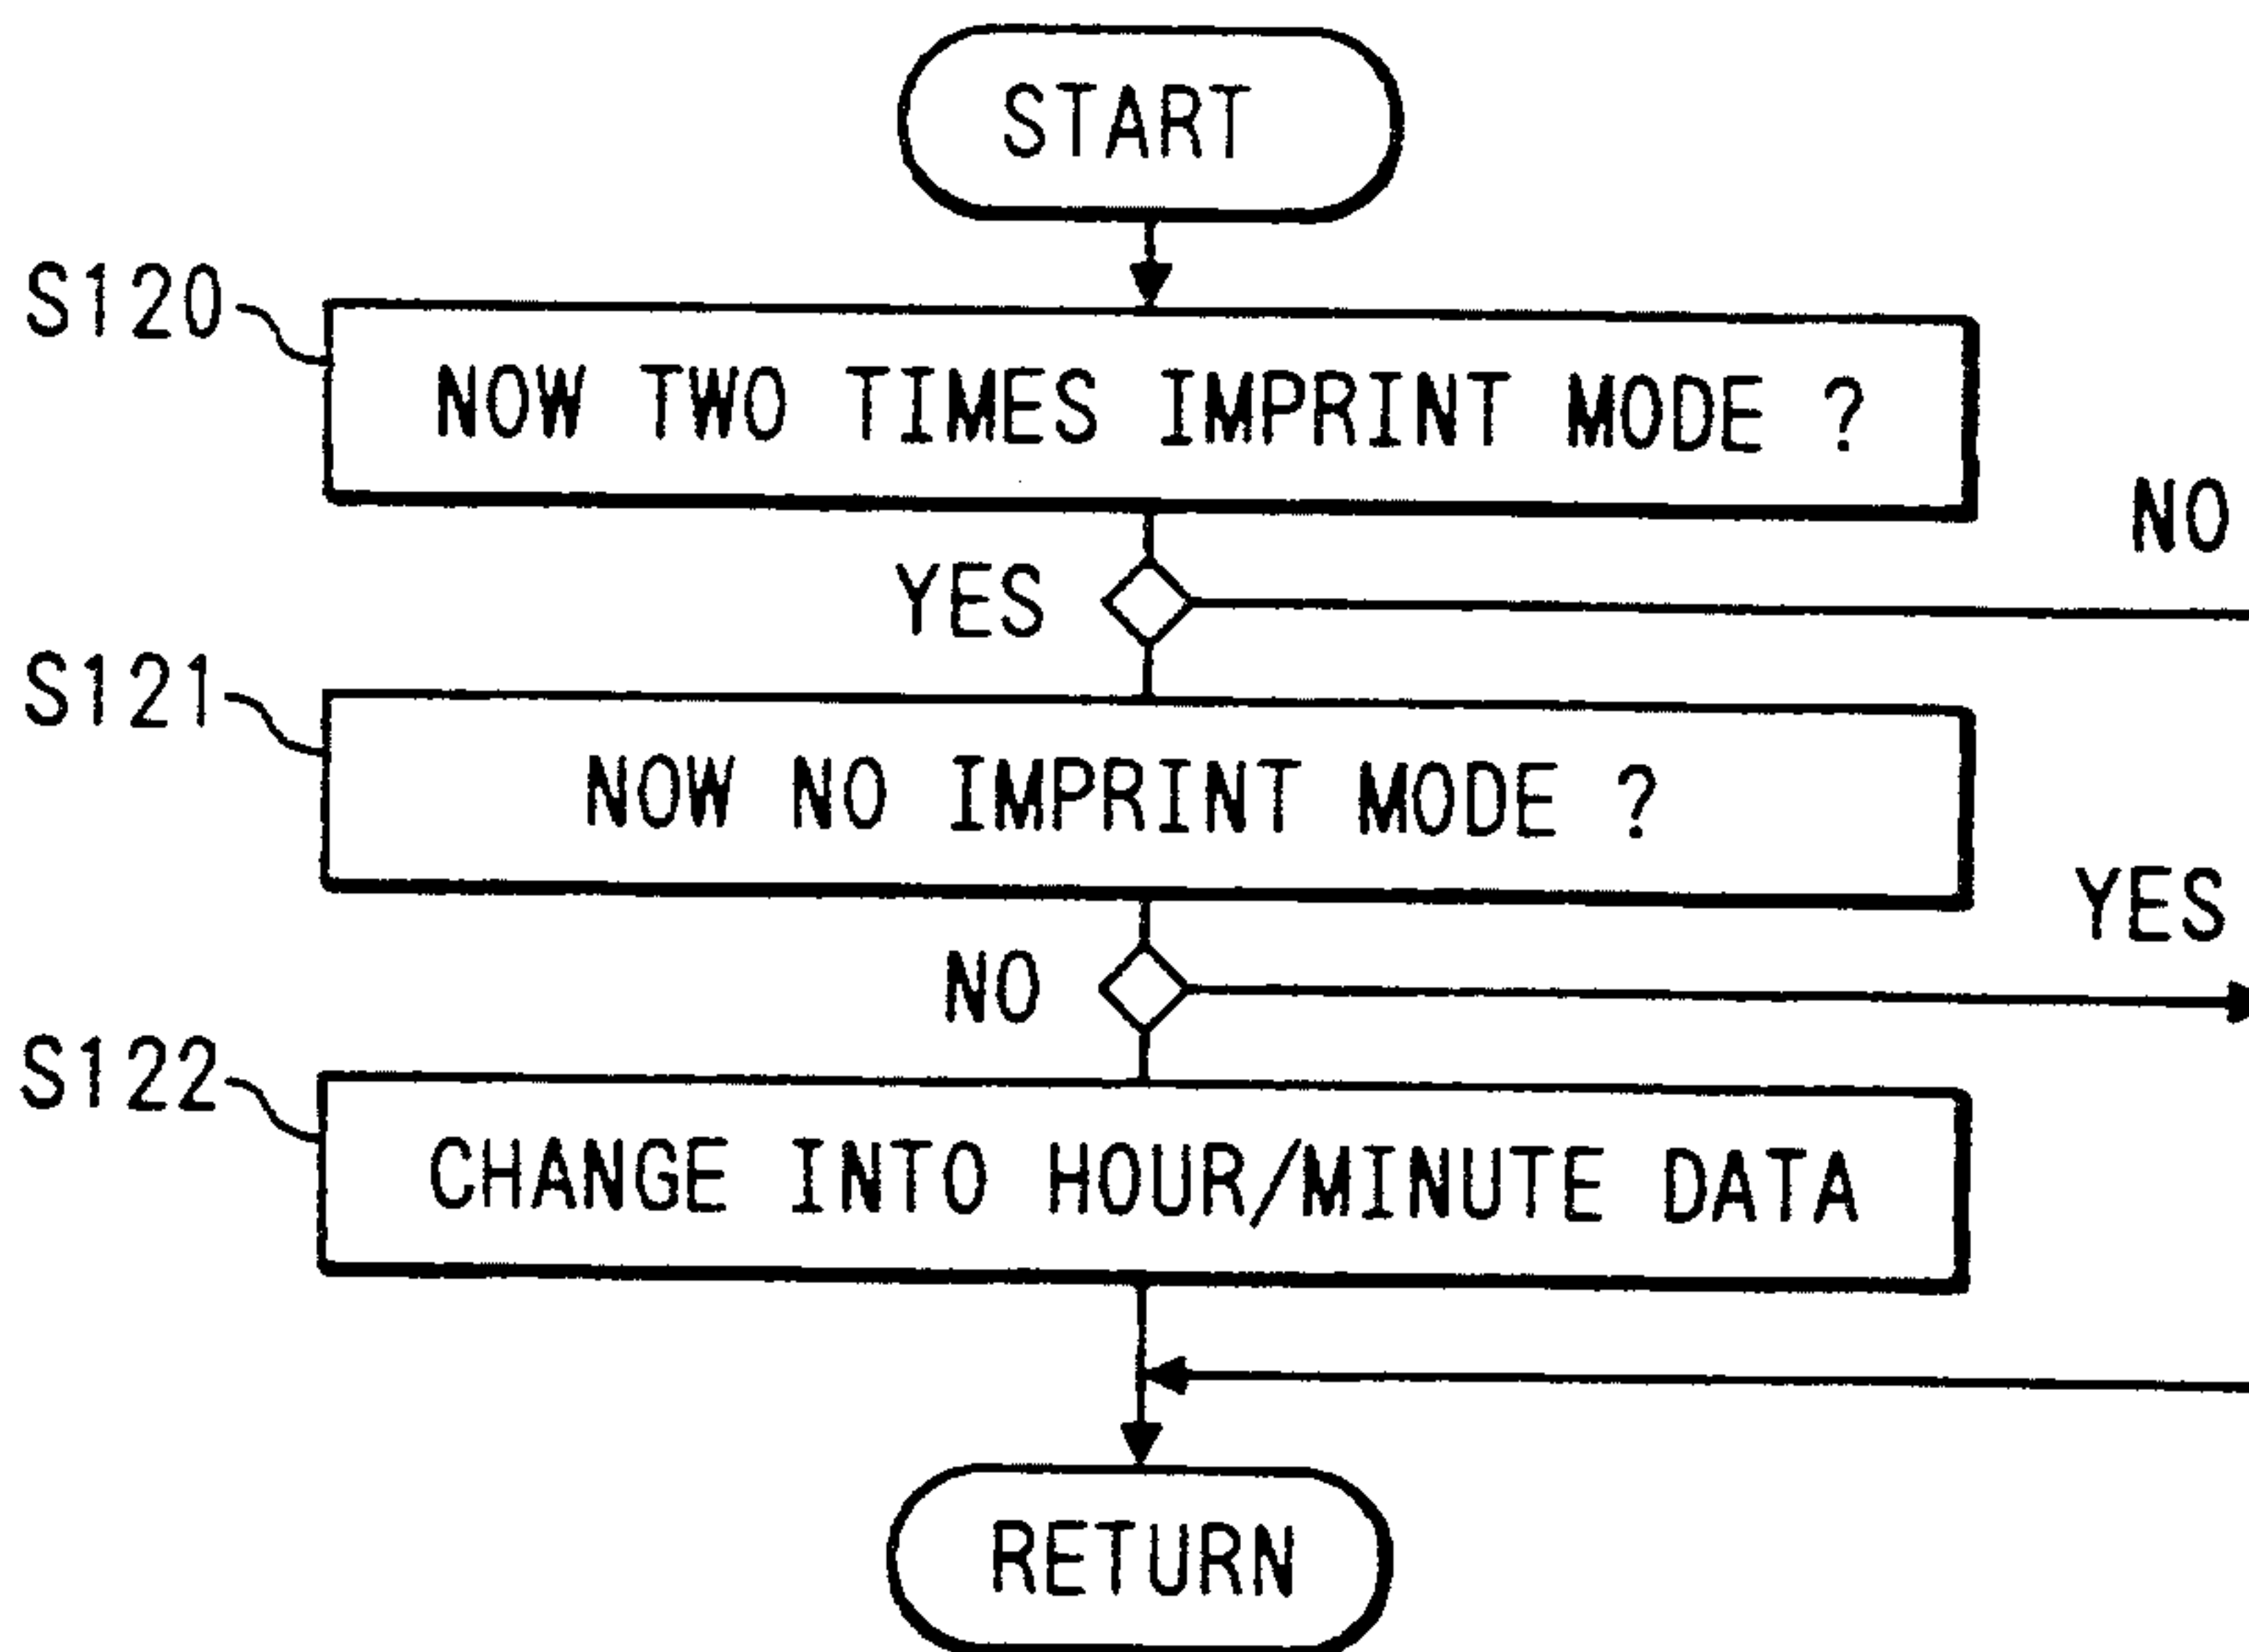 START
S120
NOW TWO TIMES IMPRINT MODE ?
NO
YES
S121
NOW NO IMPRINT MODE ?
YES
NO
S122
CHANGE INTO HOUR/MINUTE DATA
RETURN